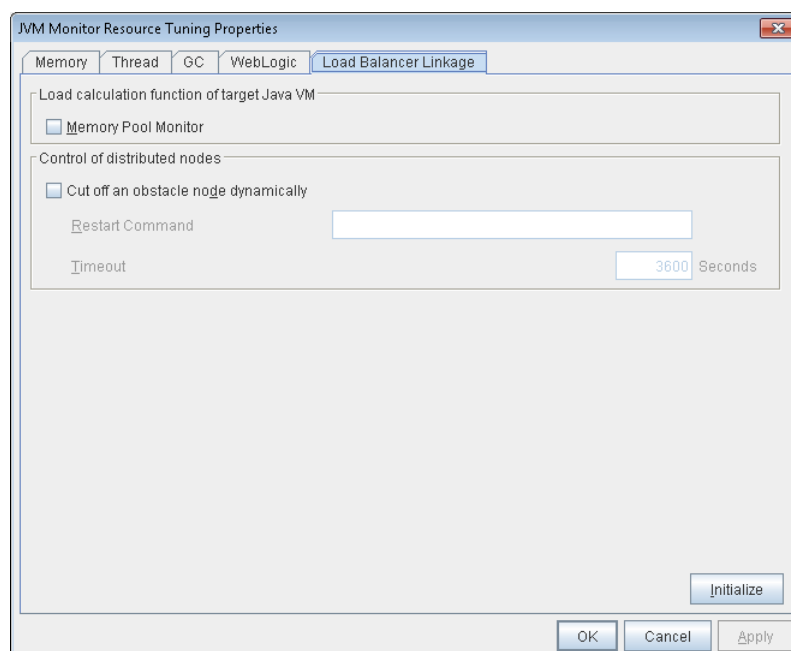 JVM Monitor Resource Tuning Properties
Memory Thread GC WebLogic Load Balancer Linkage
Load calculation function of target Java VM
Memory Pool Monitor
Control of distributed nodes
Cut off an obstacle node dynamically
Restart Command
Timeout 3600 Seconds
Initialize
OK Cancel Apply